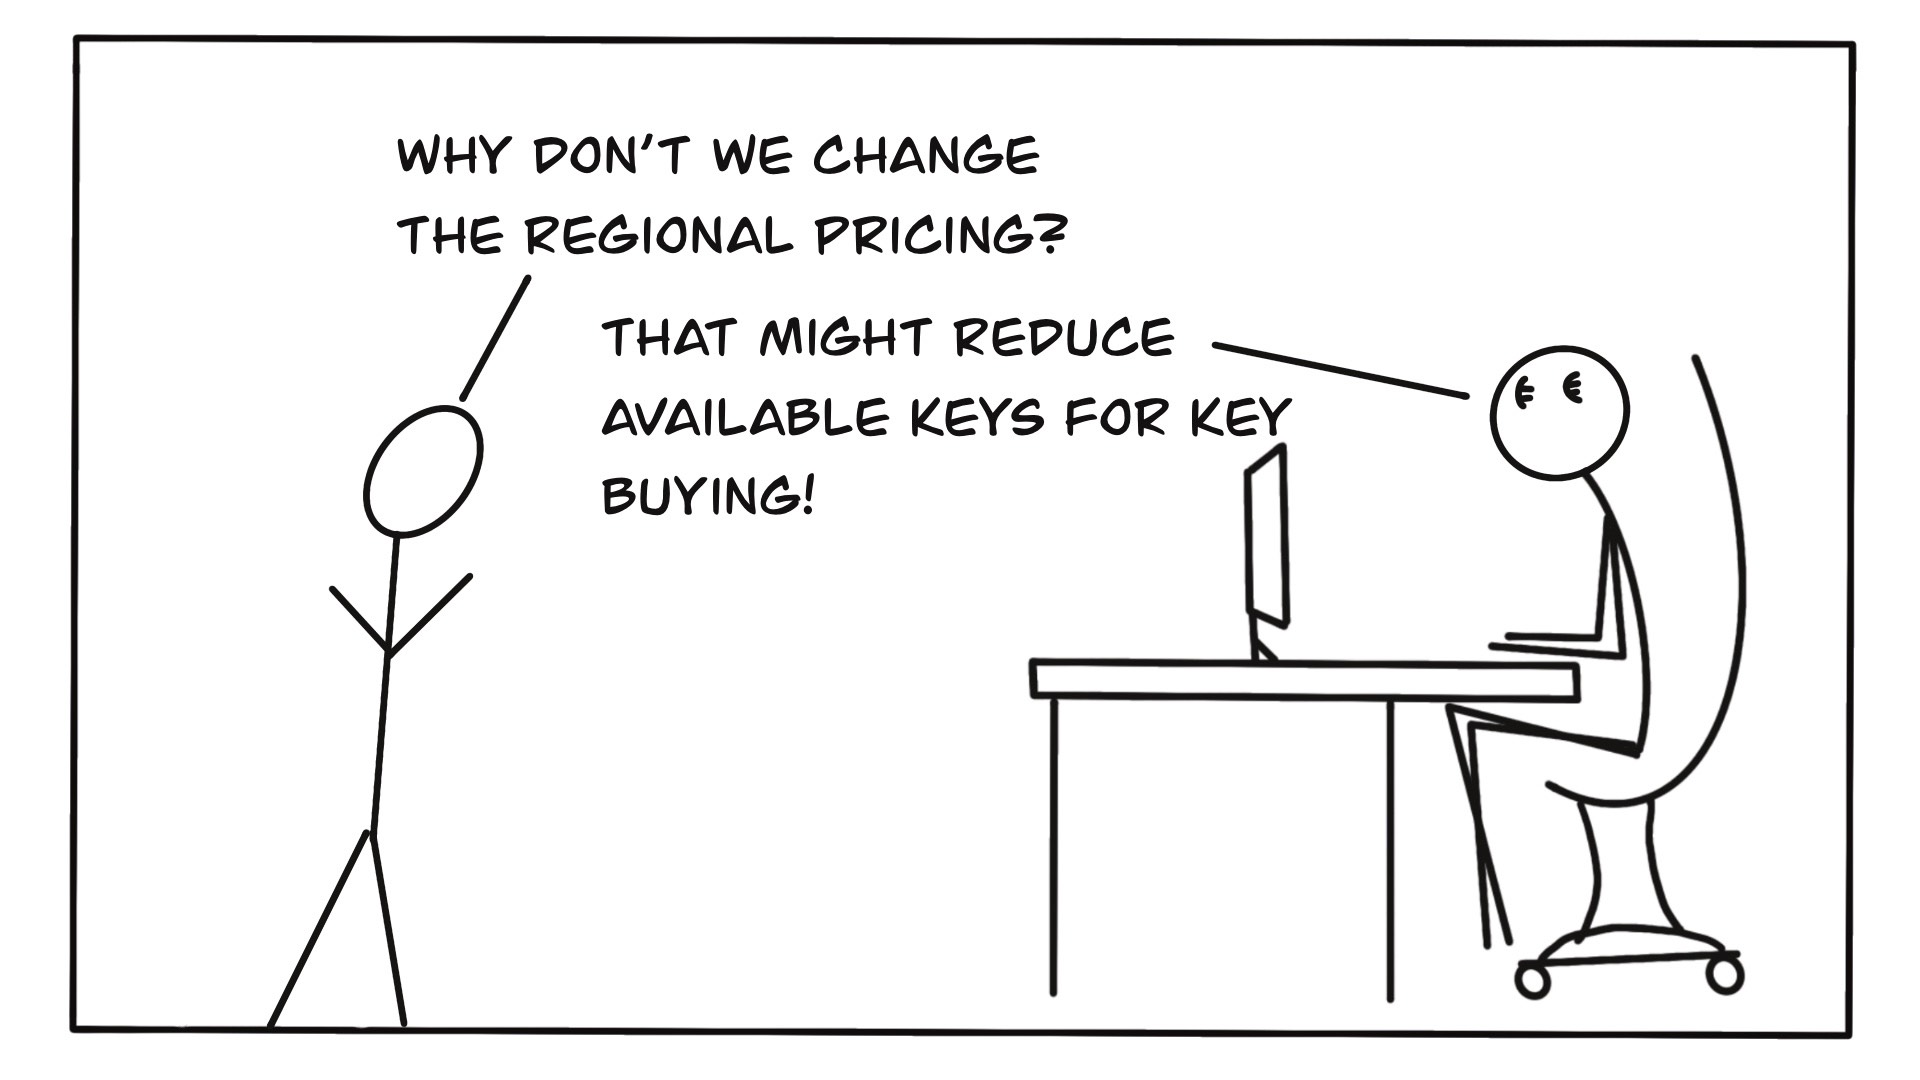 WHY DON'T WE CHANGE
THE REGIONAL PRICING?
THAT MIGHT REDUCE
AVAILABLE KEYS FOR KEY
BUYING!